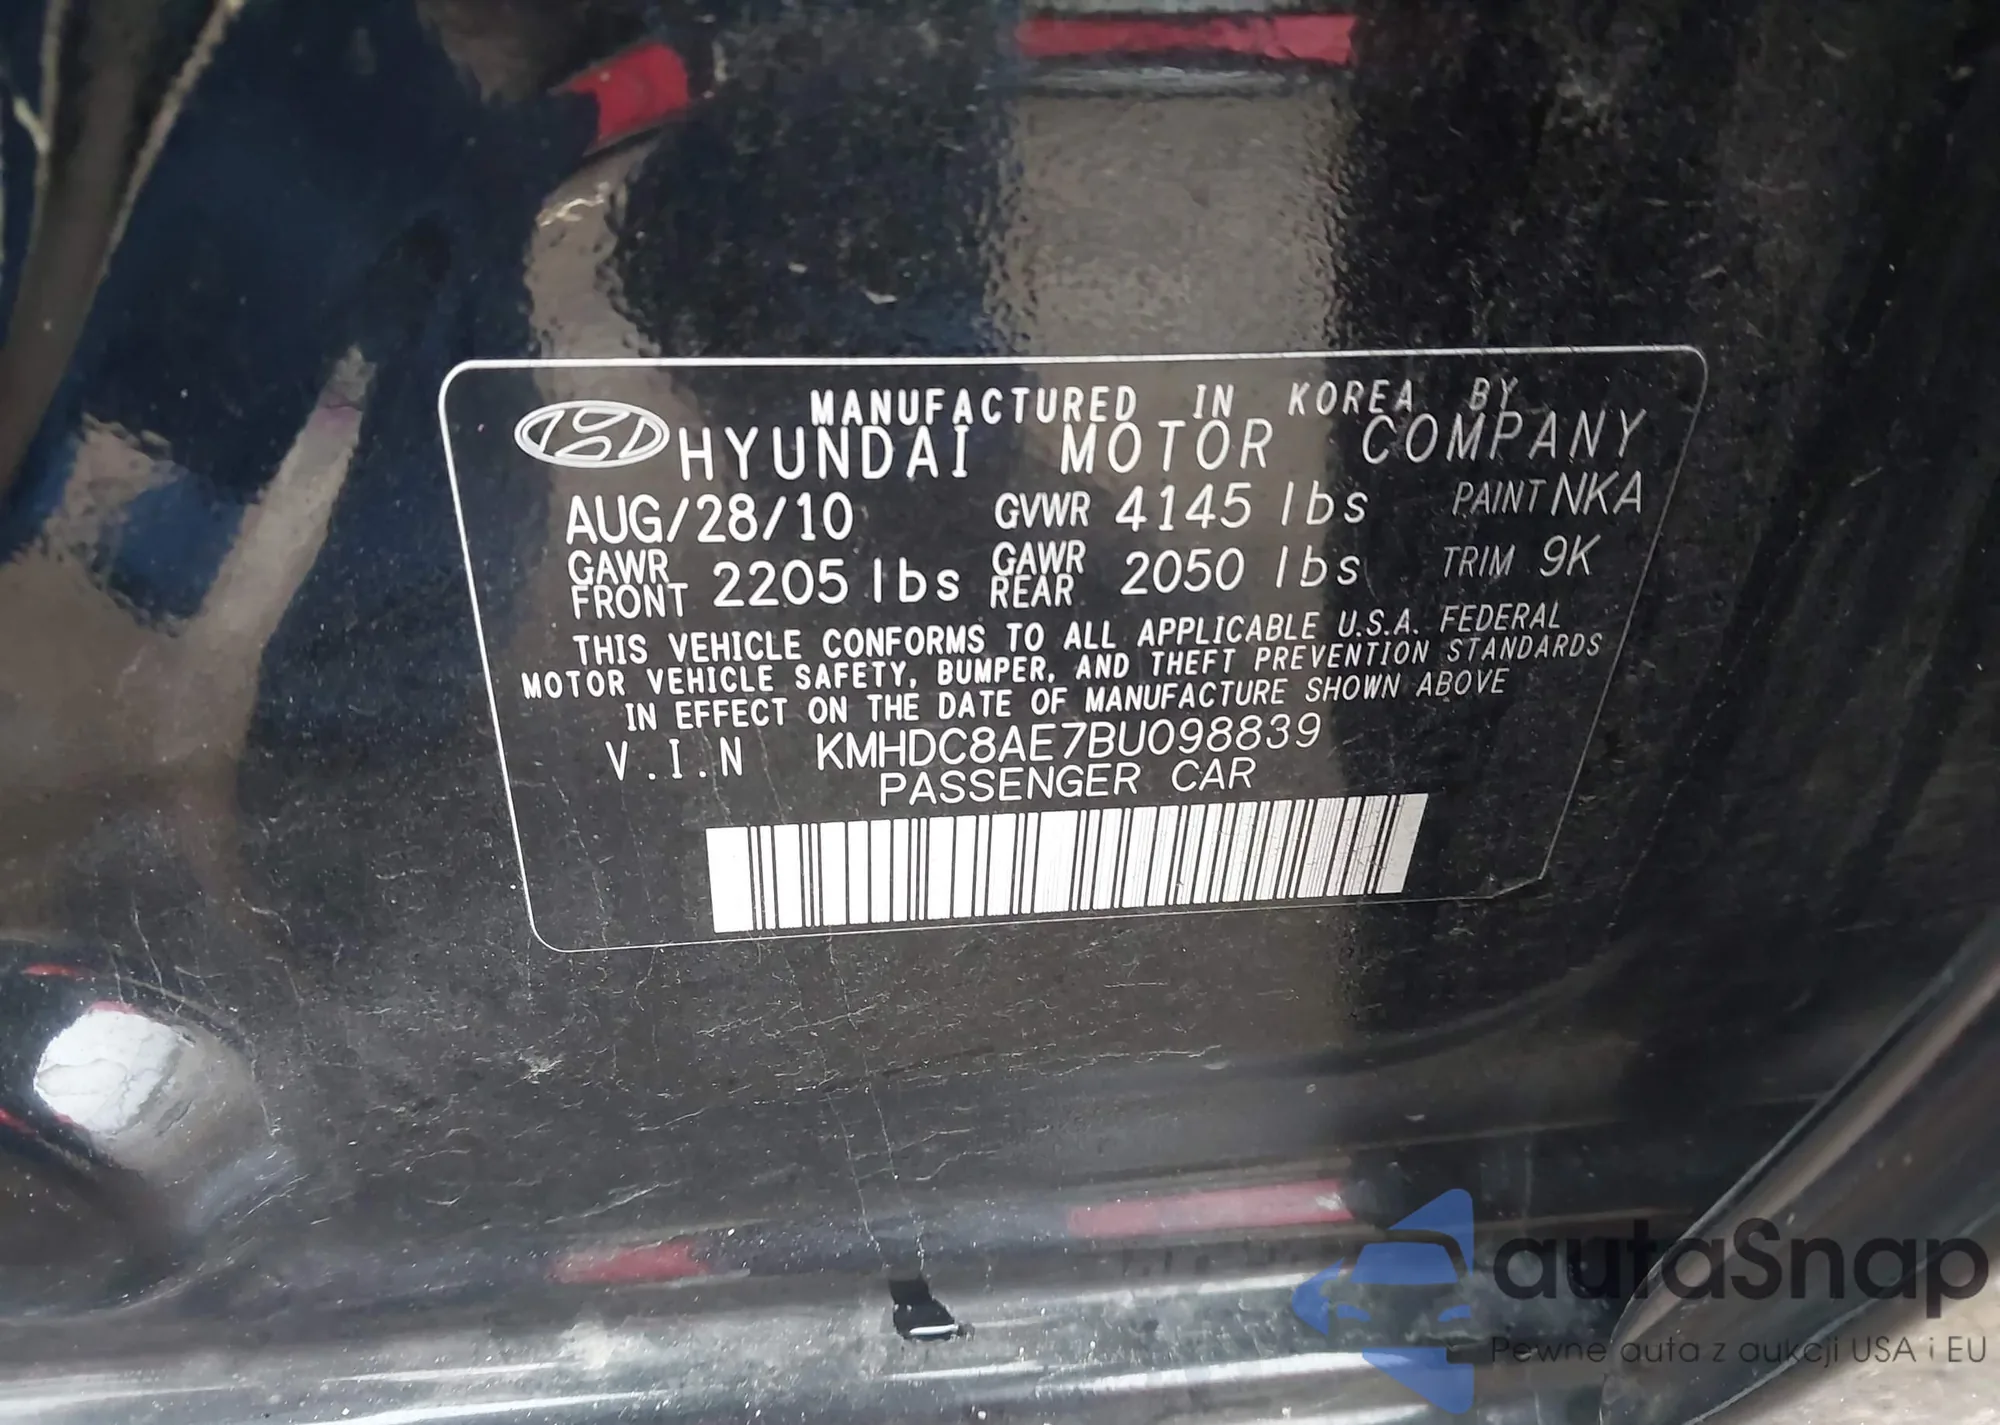 MANUFACTURED IN KOREA BY
HYUNDAI MOTOR COMPANY
AUG/28/10 GVWR 4145 lbs PAINT NKA
GAWR FRONT 2205 lbs GAWR REAR 2050 lbs TRIM 9K
THIS VEHICLE CONFORMS TO ALL APPLICABLE U.S.A. FEDERAL
MOTOR VEHICLE SAFETY, BUMPER, AND THEFT PREVENTION STANDARDS
IN EFFECT ON THE DATE OF MANUFACTURE SHOWN ABOVE
V.I.N KMHDC8AE7BU098839
PASSENGER CAR
autaSnap
Pewne auta z aukcji USA i EU